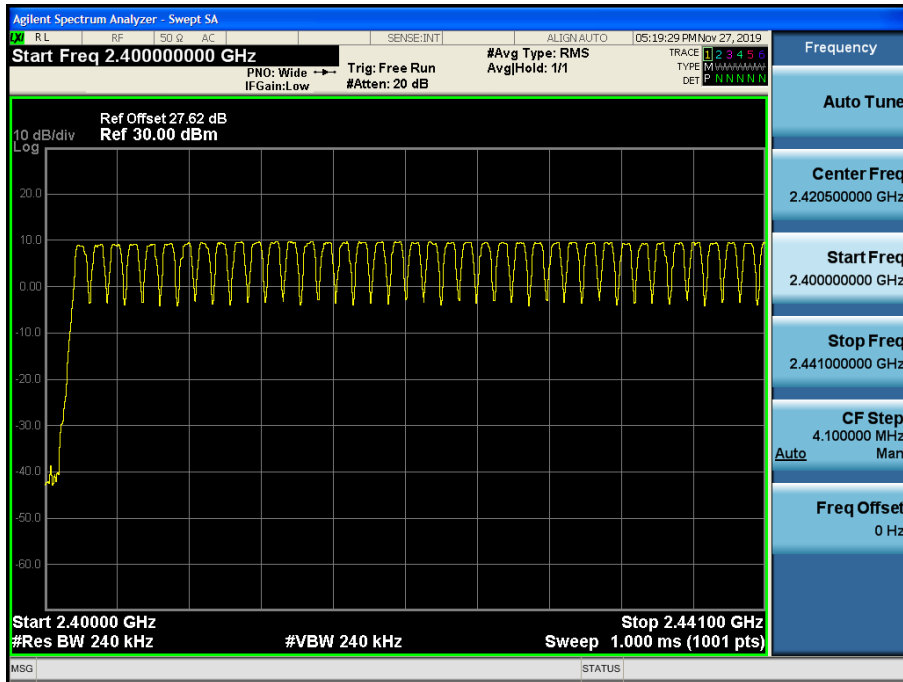 Agilent Spectrum Analyzer - Swept SA
LXI RL RF 50 Ω AC SENSE:INT ALIGN AUTO 05:19:29 PM Nov 27, 2019
Start Freq 2.400000000 GHz
PNO: Wide
IFGain:Low
Trig: Free Run
#Atten: 20 dB
#Avg Type: RMS
Avg|Hold: 1/1
TRACE 1 2 3 4 5 6
TYPE M
DET P N N N N N
Frequency
Auto Tune
Center Freq
2.420500000 GHz
Start Freq
2.400000000 GHz
Stop Freq
2.441000000 GHz
CF Step
4.100000 MHz
Auto Man
Freq Offset
0 Hz
Ref Offset 27.62 dB
10 dB/div Ref 30.00 dBm
Log
20.0
10.0
0.00
-10.0
-20.0
-30.0
-40.0
-50.0
-60.0
Start 2.40000 GHz Stop 2.44100 GHz
#Res BW 240 kHz #VBW 240 kHz Sweep 1.000 ms (1001 pts)
MSG STATUS